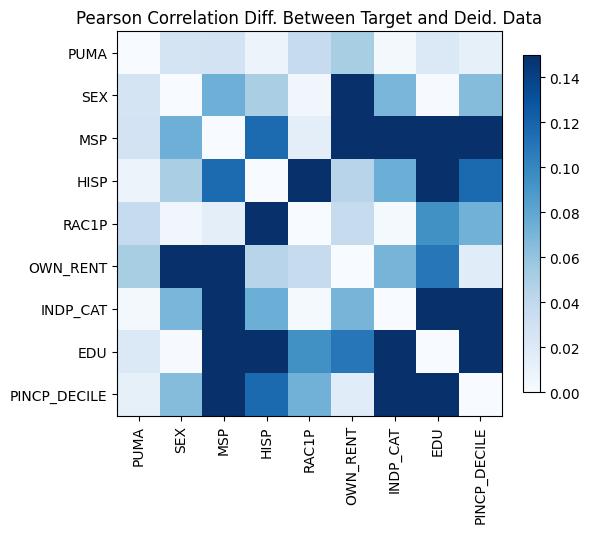 Pearson Correlation Diff. Between Target and Deid. Data
PUMA
SEX
MSP
HISP
RAC1P
OWN_RENT
INDP_CAT
EDU
PINCP_DECILE
PUMA
SEX
MSP
HISP
RAC1P
OWN_RENT
INDP_CAT
EDU
PINCP_DECILE
0.14
0.12
0.10
0.08
0.06
0.04
0.02
0.00